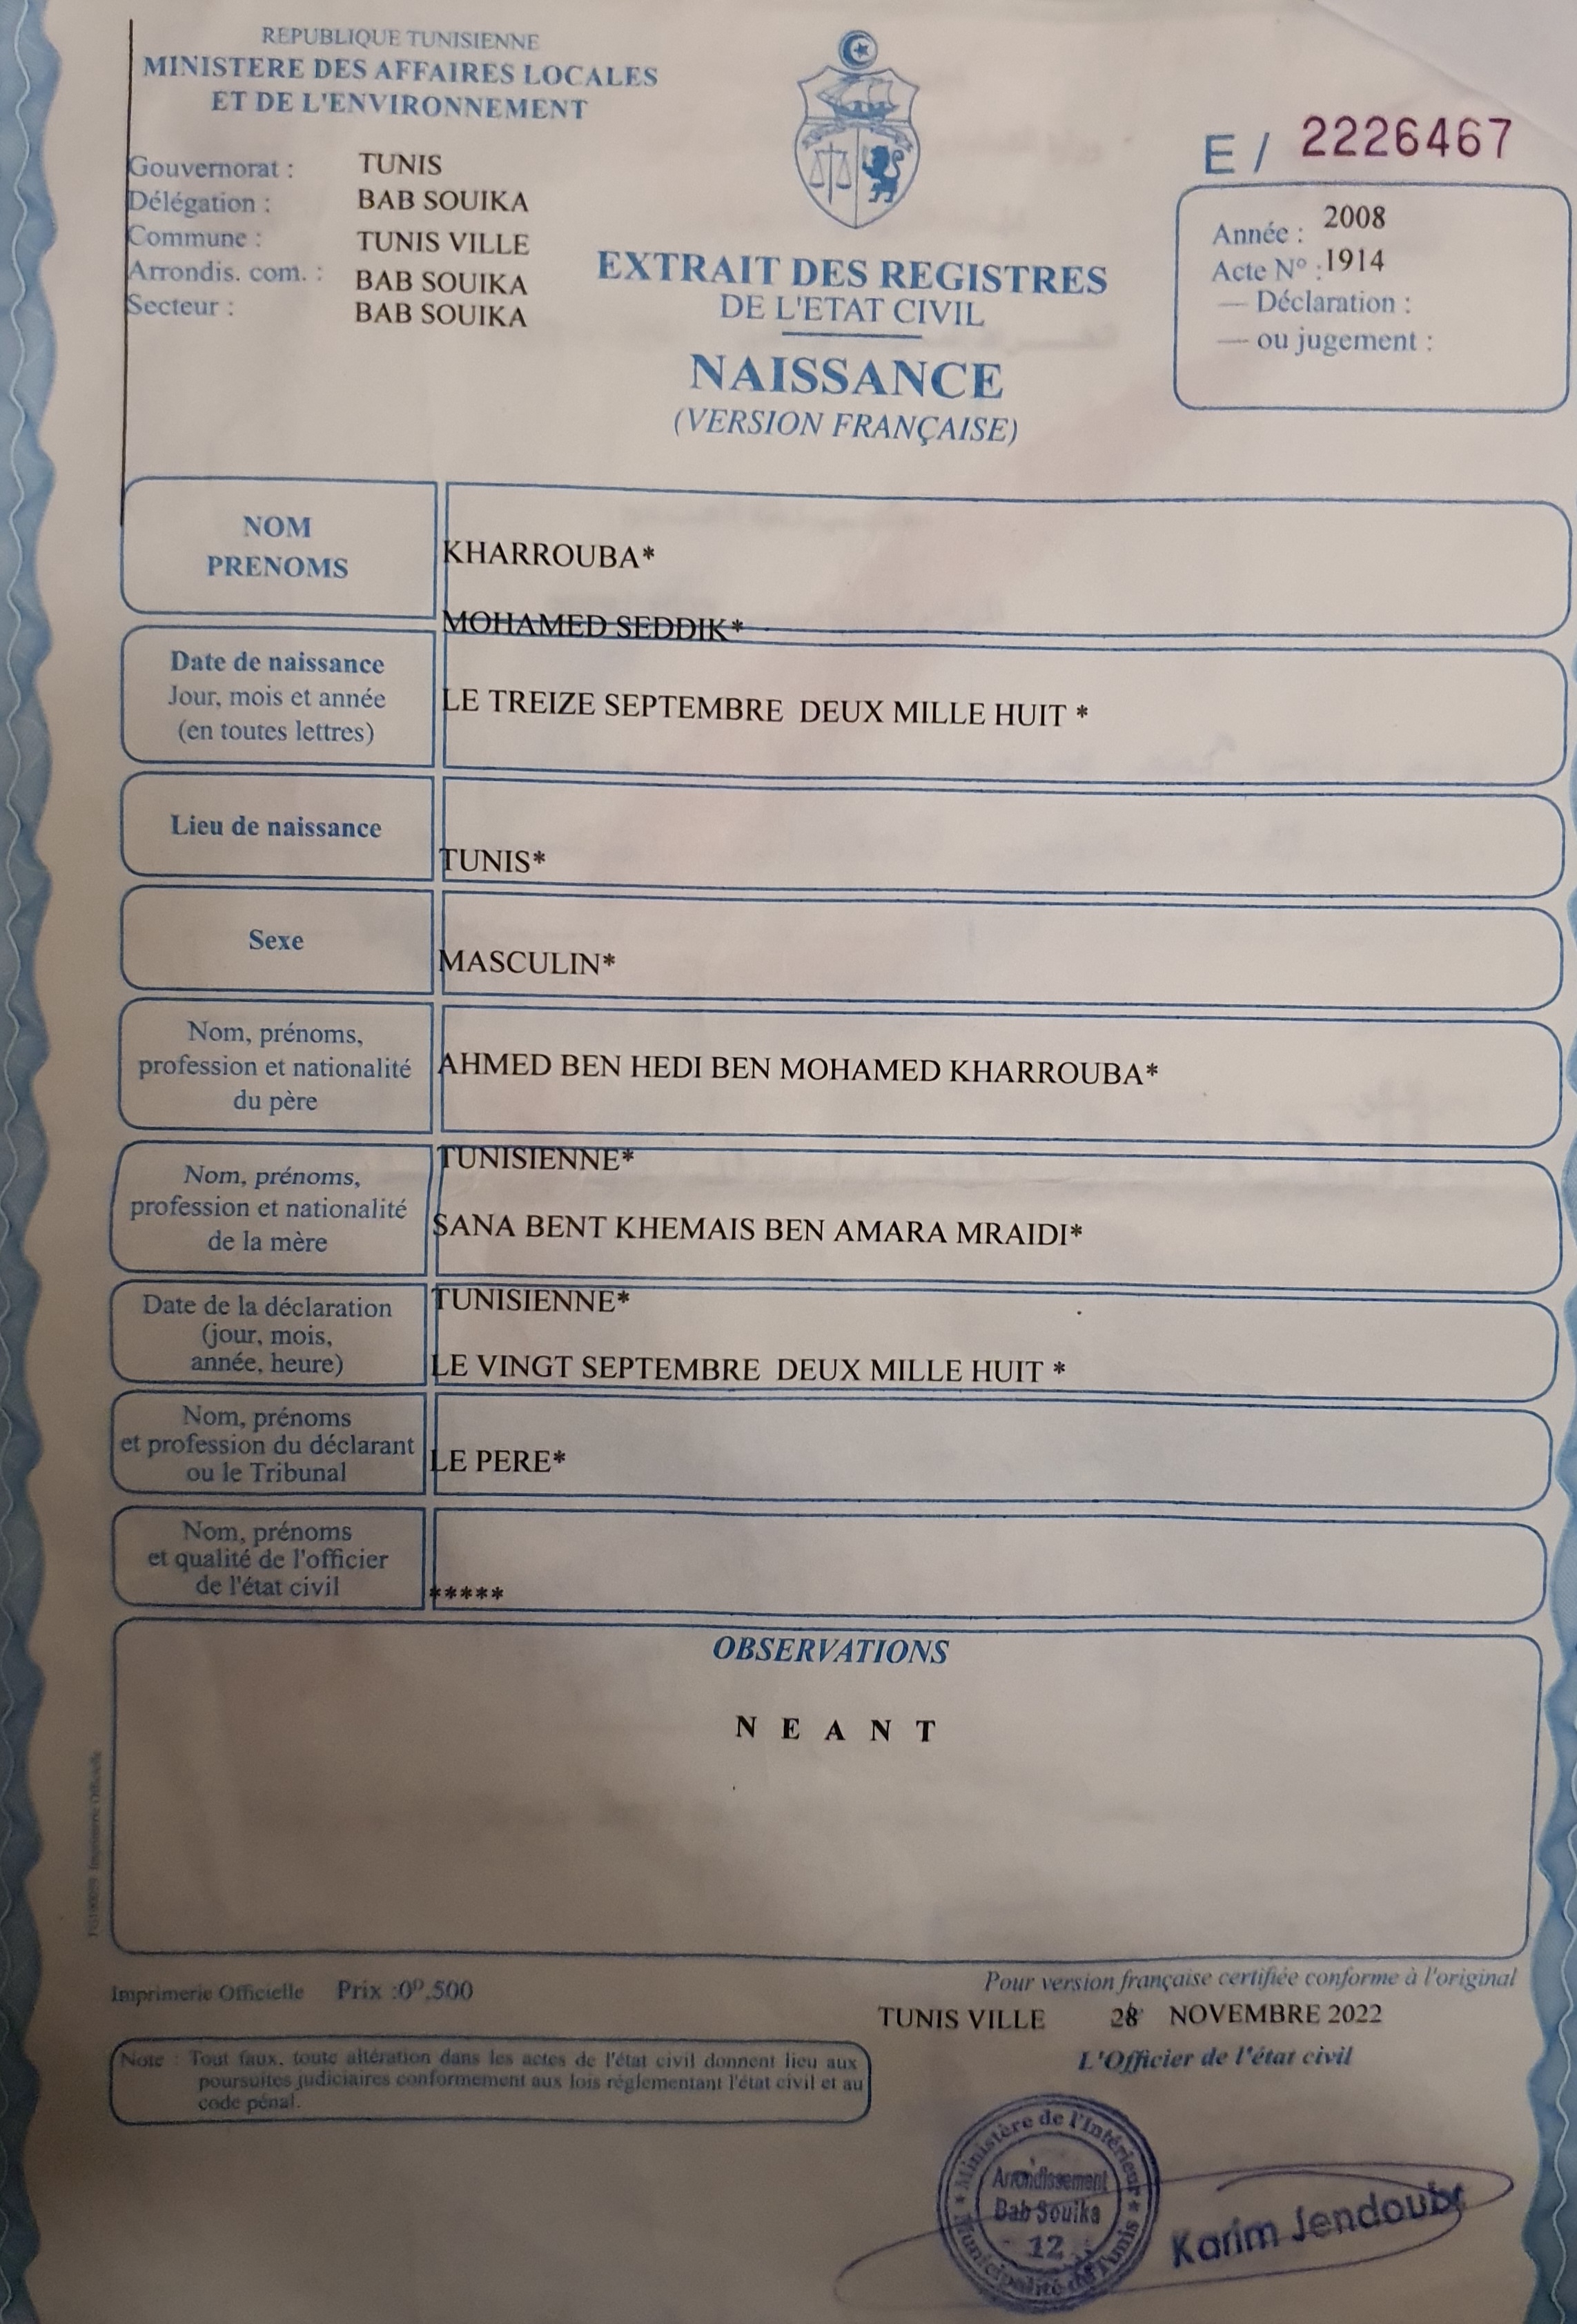 REPUBLIQUE TUNISIENNE
MINISTERE DES AFFAIRES LOCALES
ET DE L'ENVIRONNEMENT
Gouvernorat : TUNIS
Délégation : BAB SOUIKA
Commune : TUNIS VILLE
Arrondis. com. : BAB SOUIKA
Secteur : BAB SOUIKA
EXTRAIT DES REGISTRES
DE L'ETAT CIVIL
NAISSANCE
(VERSION FRANÇAISE)
E / 2226467
Année : 2008
Acte N° : 1914
— Déclaration :
— ou jugement :
NOM
PRENOMS
KHARROUBA*
MOHAMED SEDDIK*
Date de naissance
Jour, mois et année
(en toutes lettres)
LE TREIZE SEPTEMBRE DEUX MILLE HUIT *
Lieu de naissance
TUNIS*
Sexe
MASCULIN*
Nom, prénoms,
profession et nationalité
du père
AHMED BEN HEDI BEN MOHAMED KHARROUBA*
TUNISIENNE*
Nom, prénoms,
profession et nationalité
de la mère
SANA BENT KHEMAIS BEN AMARA MRAIDI*
TUNISIENNE*
Date de la déclaration
(jour, mois,
année, heure)
LE VINGT SEPTEMBRE DEUX MILLE HUIT *
Nom, prénoms
et profession du déclarant
ou le Tribunal
LE PERE*
Nom, prénoms
et qualité de l'officier
de l'état civil
*****
OBSERVATIONS
N E A N T
Imprimerie Officielle Prix :0ᴰ.500
Pour version française certifiée conforme à l'original
TUNIS VILLE NOVEMBRE 2022
L'Officier de l'état civil
Note : Tout faux, toute altération dans les actes de l'état civil donnent lieu aux
poursuites judiciaires conformement aux lois réglementant l'état civil et au
code pénal.
Ministère de l'Intérieur
Arrondissement
Bab Souika
12
Municipalité de Tunis
Karim Jendoubi